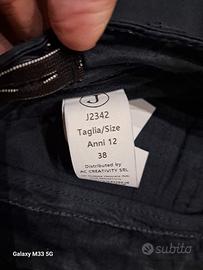 J
J2342
Taglia/Size
Anni 12
38
Distributed by
AC CREATIVITY SRL
Galaxy M33 5G
subito